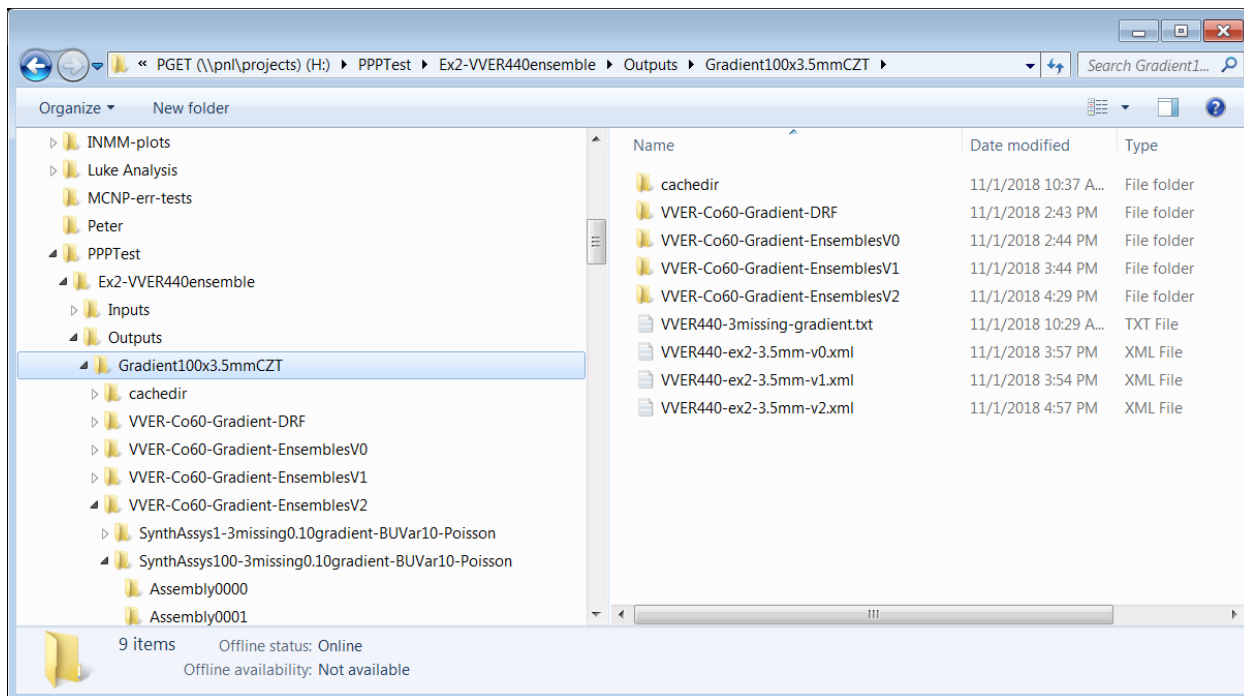 « PGET (\\pnl\projects) (H:) ▸ PPPTest ▸ Ex2-VVER440ensemble ▸ Outputs ▸ Gradient100x3.5mmCZT ▸ Search Gradient1...
Organize New folder
INMM-plots
Luke Analysis
MCNP-err-tests
Peter
PPPTest
Ex2-VVER440ensemble
Inputs
Outputs
Gradient100x3.5mmCZT
cachedir
VVER-Co60-Gradient-DRF
VVER-Co60-Gradient-EnsemblesV0
VVER-Co60-Gradient-EnsemblesV1
VVER-Co60-Gradient-EnsemblesV2
SynthAssys1-3missing0.10gradient-BUVar10-Poisson
SynthAssys100-3missing0.10gradient-BUVar10-Poisson
Assembly0000
Assembly0001
Name Date modified Type
cachedir 11/1/2018 10:37 A... File folder
VVER-Co60-Gradient-DRF 11/1/2018 2:43 PM File folder
VVER-Co60-Gradient-EnsemblesV0 11/1/2018 2:44 PM File folder
VVER-Co60-Gradient-EnsemblesV1 11/1/2018 3:44 PM File folder
VVER-Co60-Gradient-EnsemblesV2 11/1/2018 4:29 PM File folder
VVER440-3missing-gradient.txt 11/1/2018 10:29 A... TXT File
VVER440-ex2-3.5mm-v0.xml 11/1/2018 3:57 PM XML File
VVER440-ex2-3.5mm-v1.xml 11/1/2018 3:54 PM XML File
VVER440-ex2-3.5mm-v2.xml 11/1/2018 4:57 PM XML File
9 items Offline status: Online
Offline availability: Not available